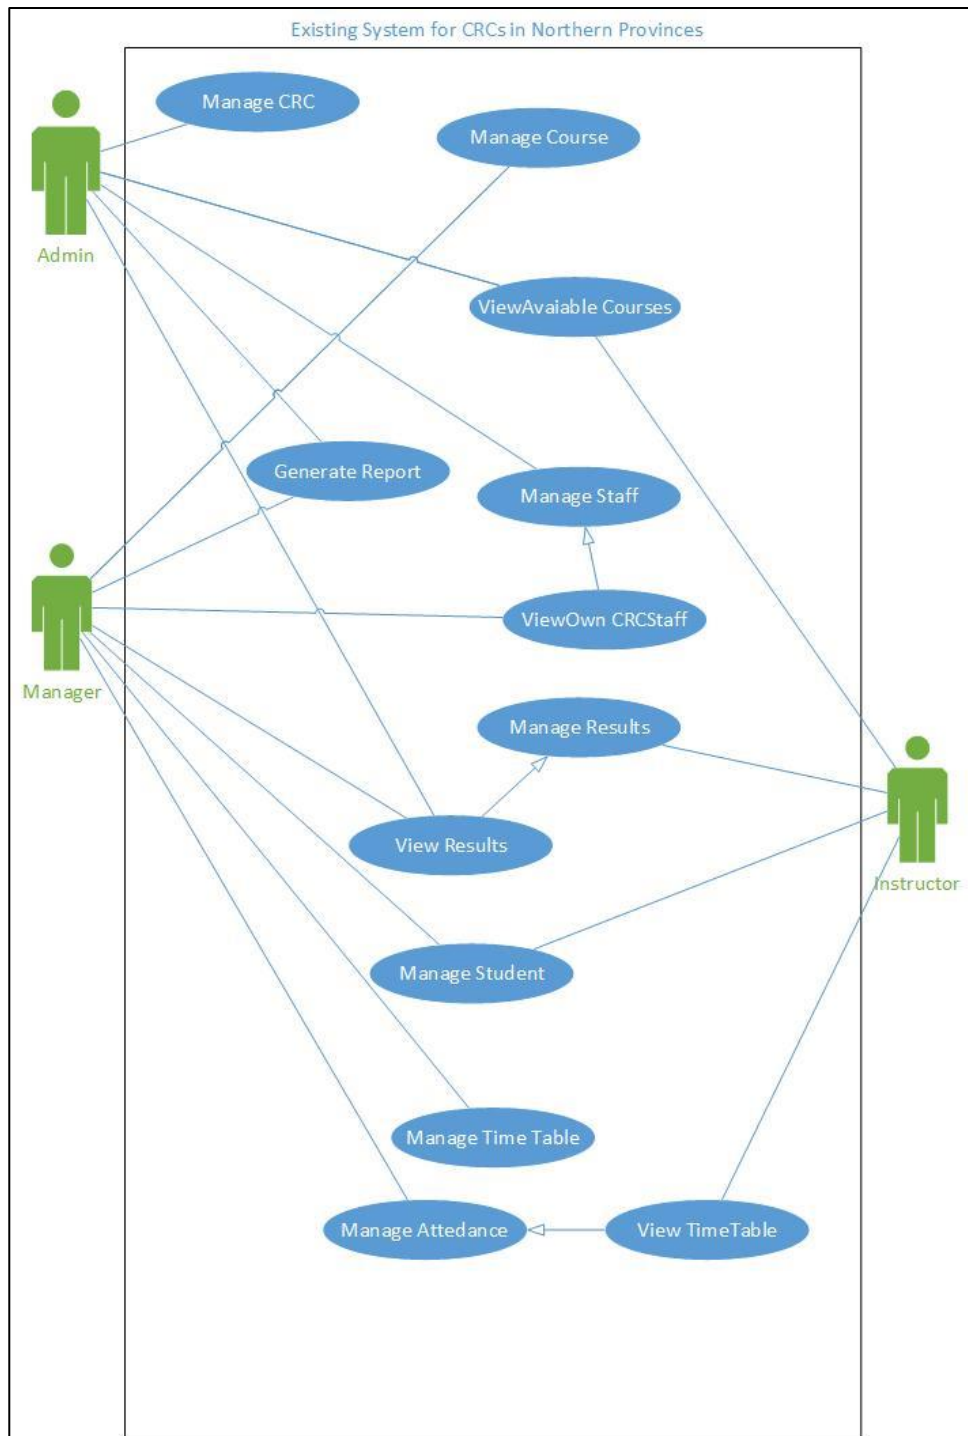 Existing System for CRCs in Northern Provinces
Manage CRC
Manage Course
Admin
ViewAvaiable Courses
Generate Report
Manage Staff
ViewOwn CRCStaff
Manager
Manage Results
View Results
Instructor
Manage Student
Manage Time Table
Manage Attedance
View TimeTable